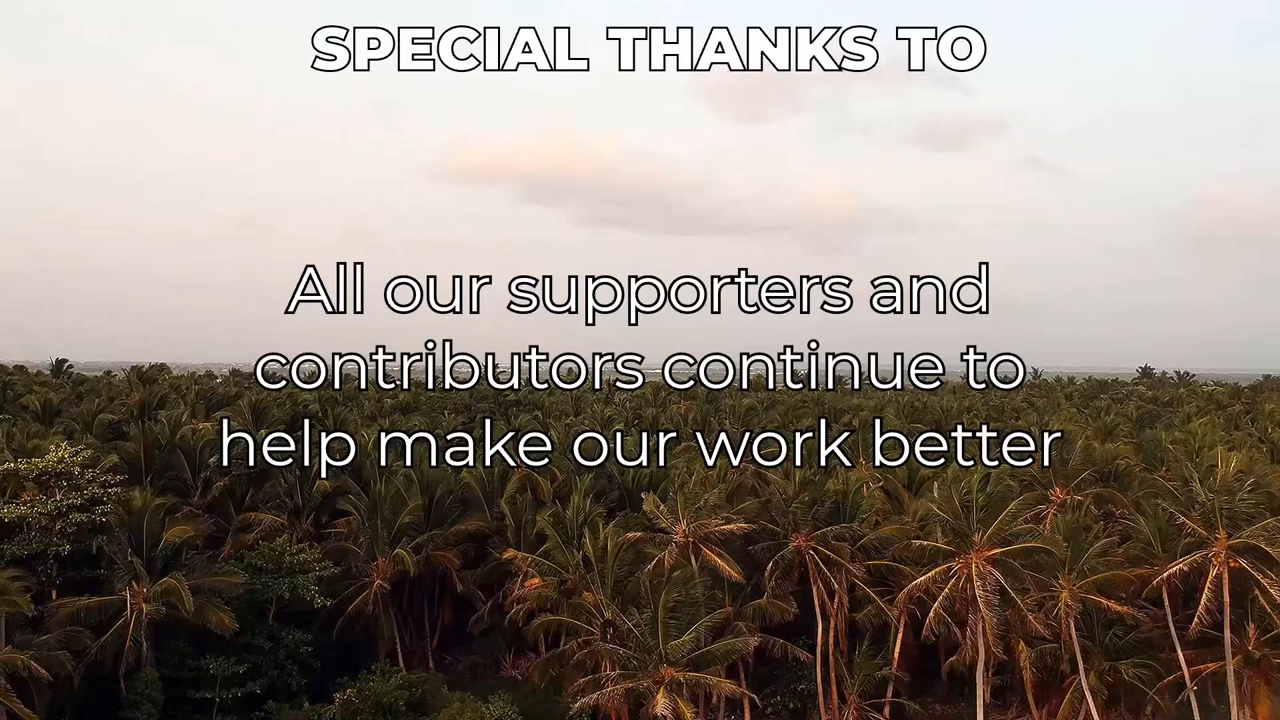 SPECIAL THANKS TO
All our supporters and
contributors continue to
help make our work better